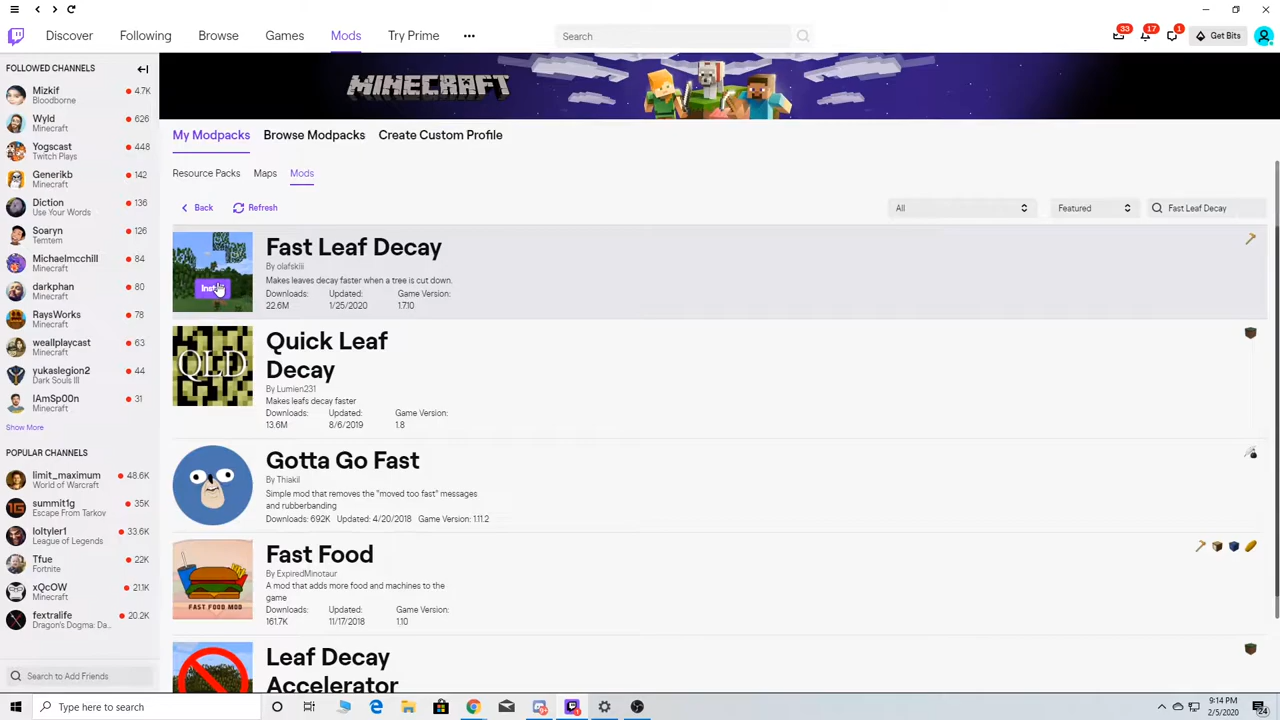 Discover
Following
Browse
Games
Mods
Try Prime
Search
33
17
1
Get Bits
FOLLOWED CHANNELS
Mizkif
4.7K
Bloodborne
Wyld
626
Minecraft
Yogscast
448
Twitch Plays
Generikb
142
Minecraft
Diction
136
Use Your Words
Soaryn
126
Temtem
Michaelmcchill
84
Minecraft
darkphan
80
Minecraft
RaysWorks
78
Minecraft
weallplaycast
63
Minecraft
yukaslegion2
44
Dark Souls III
IAmSp00n
31
Minecraft
Show More
POPULAR CHANNELS
limit_maximum
48.6K
World of Warcraft
summit1g
35K
Escape From Tarkov
loltyler1
33.6K
League of Legends
Tfue
22K
Fortnite
xQcOW
21.1K
Minecraft
fextralife
20.2K
Dragon's Dogma: Da...
Search to Add Friends
MINECRAFT
My Modpacks
Browse Modpacks
Create Custom Profile
Resource Packs
Maps
Mods
Back
Refresh
All
Featured
Fast Leaf Decay
Fast Leaf Decay
By olafskiii
Makes leaves decay faster when a tree is cut down.
Downloads: Updated: Game Version:
22.6M 1/25/2020 1.7.10
QLD
Quick Leaf
Decay
By Lumien231
Makes leafs decay faster
Downloads: Updated: Game Version:
13.6M 8/6/2019 1.8
Gotta Go Fast
By Thiakil
Simple mod that removes the "moved too fast" messages
and rubberbanding
Downloads: 692K Updated: 4/20/2018 Game Version: 1.11.2
FAST FOOD MOD
Fast Food
By ExpiredMinotaur
A mod that adds more food and machines to the
game
Downloads: Updated: Game Version:
161.7K 11/17/2018 1.10
Leaf Decay
Accelerator
Type here to search
9:14 PM
2/5/2020
24